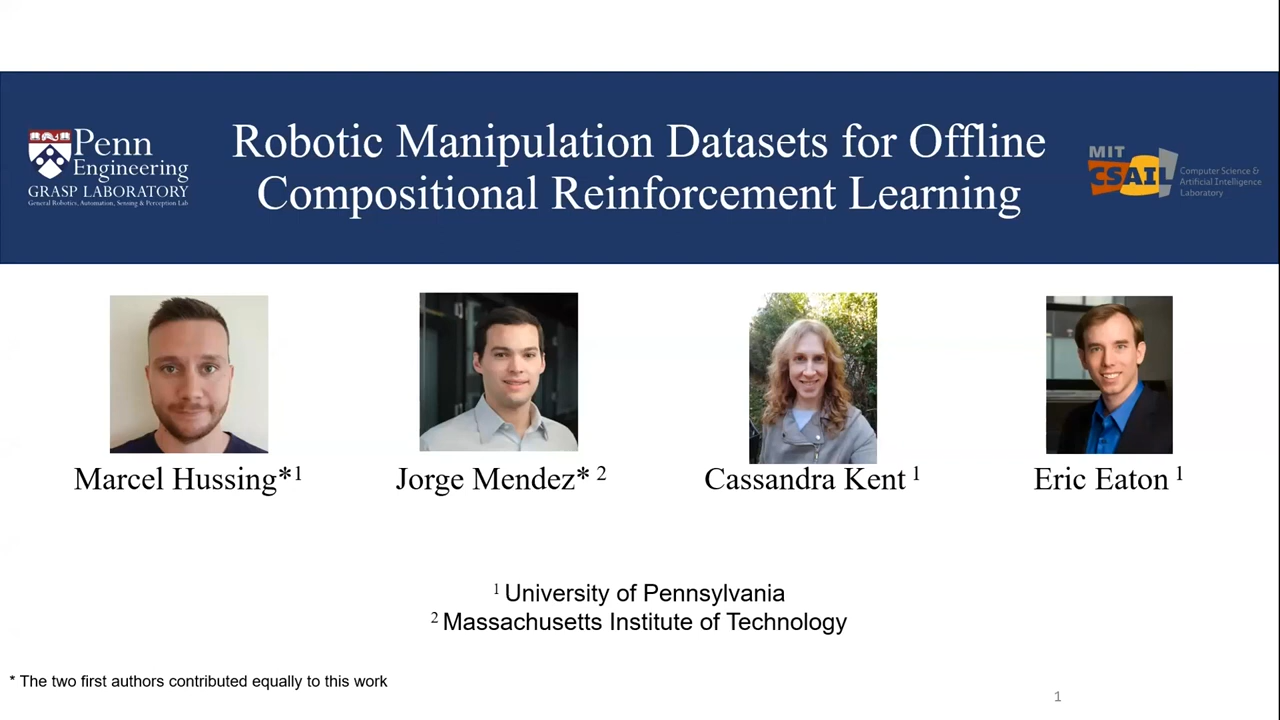 Penn
Engineering
GRASP LABORATORY
General Robotics, Automation, Sensing & Perception Lab
Robotic Manipulation Datasets for Offline
Compositional Reinforcement Learning
MIT
CSAIL
Computer Science &
Artificial Intelligence
Laboratory
Marcel Hussing*1
Jorge Mendez* 2
Cassandra Kent 1
Eric Eaton 1
1 University of Pennsylvania
2 Massachusetts Institute of Technology
* The two first authors contributed equally to this work
1